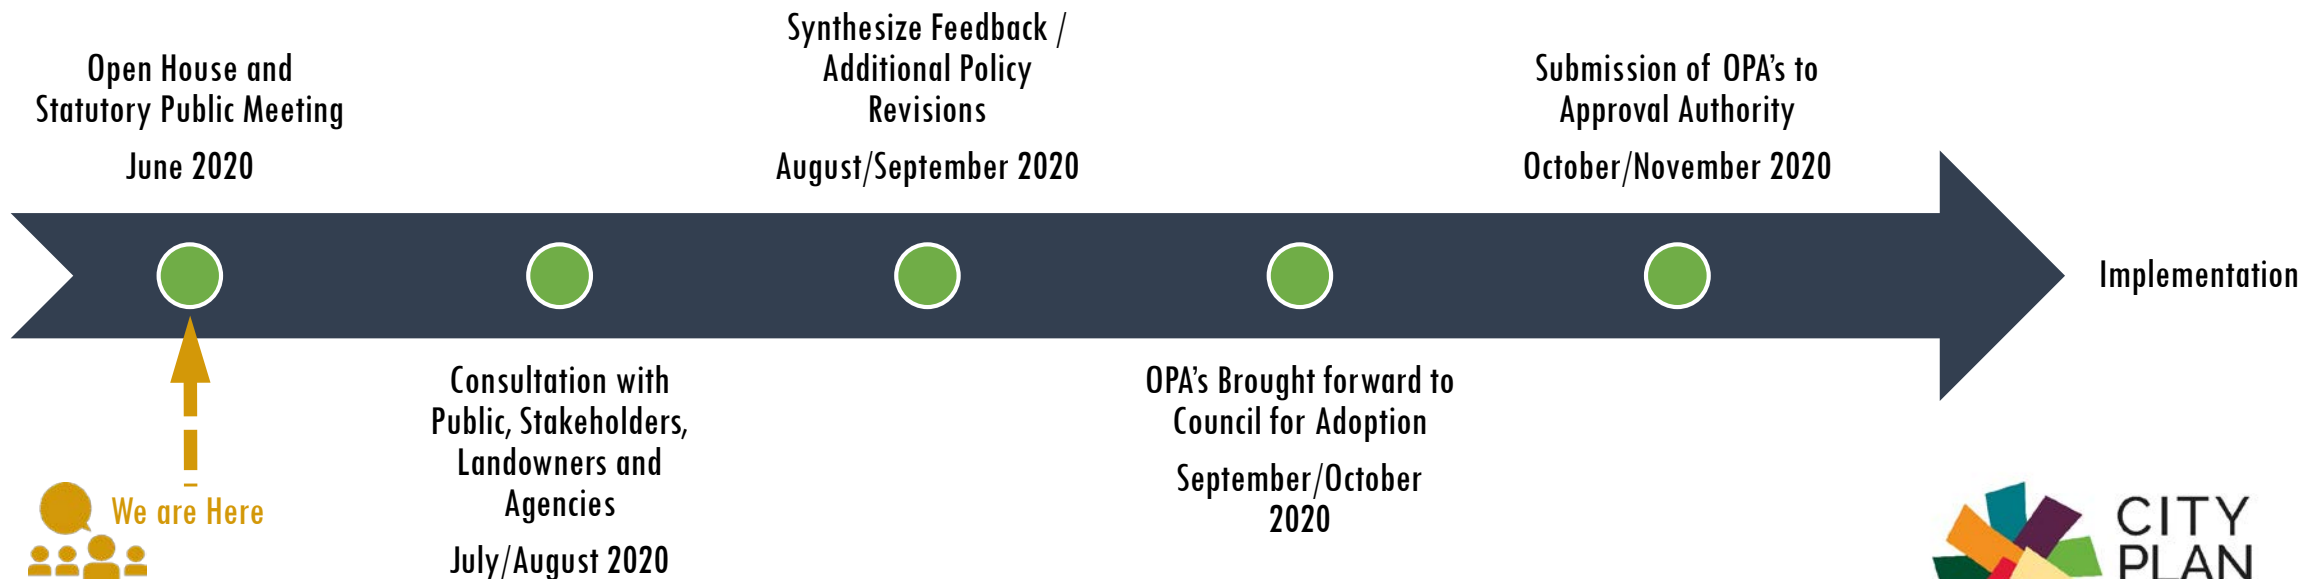 Open House and
Statutory Public Meeting
June 2020
Synthesize Feedback /
Additional Policy
Revisions
August/September 2020
Submission of OPA's to
Approval Authority
October/November 2020
Implementation
We are Here
Consultation with
Public, Stakeholders,
Landowners and
Agencies
July/August 2020
OPA's Brought forward to
Council for Adoption
September/October
2020
CITY
PLAN